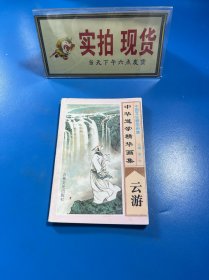 实拍 现货
当天下午六点发货
中华道学精华画集
云游